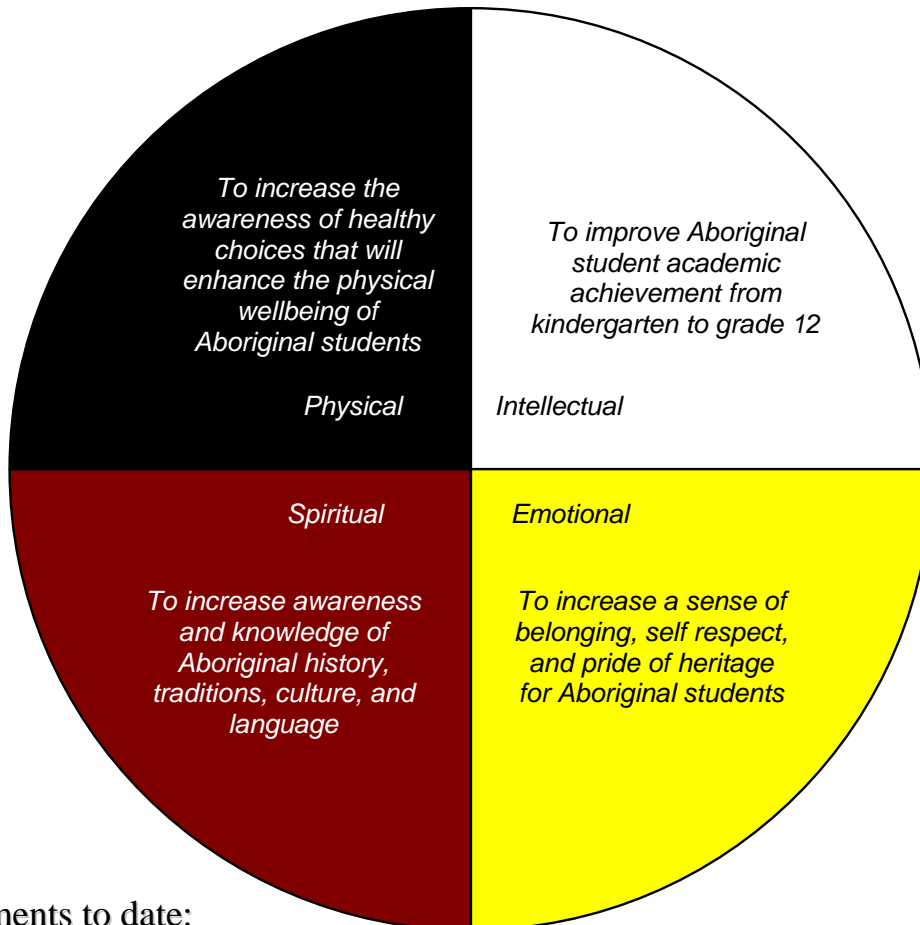 To increase the
awareness of healthy
choices that will
enhance the physical
wellbeing of
Aboriginal students
Physical
To improve Aboriginal
student academic
achievement from
kindergarten to grade 12
Intellectual
Spiritual
To increase awareness
and knowledge of
Aboriginal history,
traditions, culture, and
language
Emotional
To increase a sense of
belonging, self respect,
and pride of heritage
for Aboriginal students
to date: